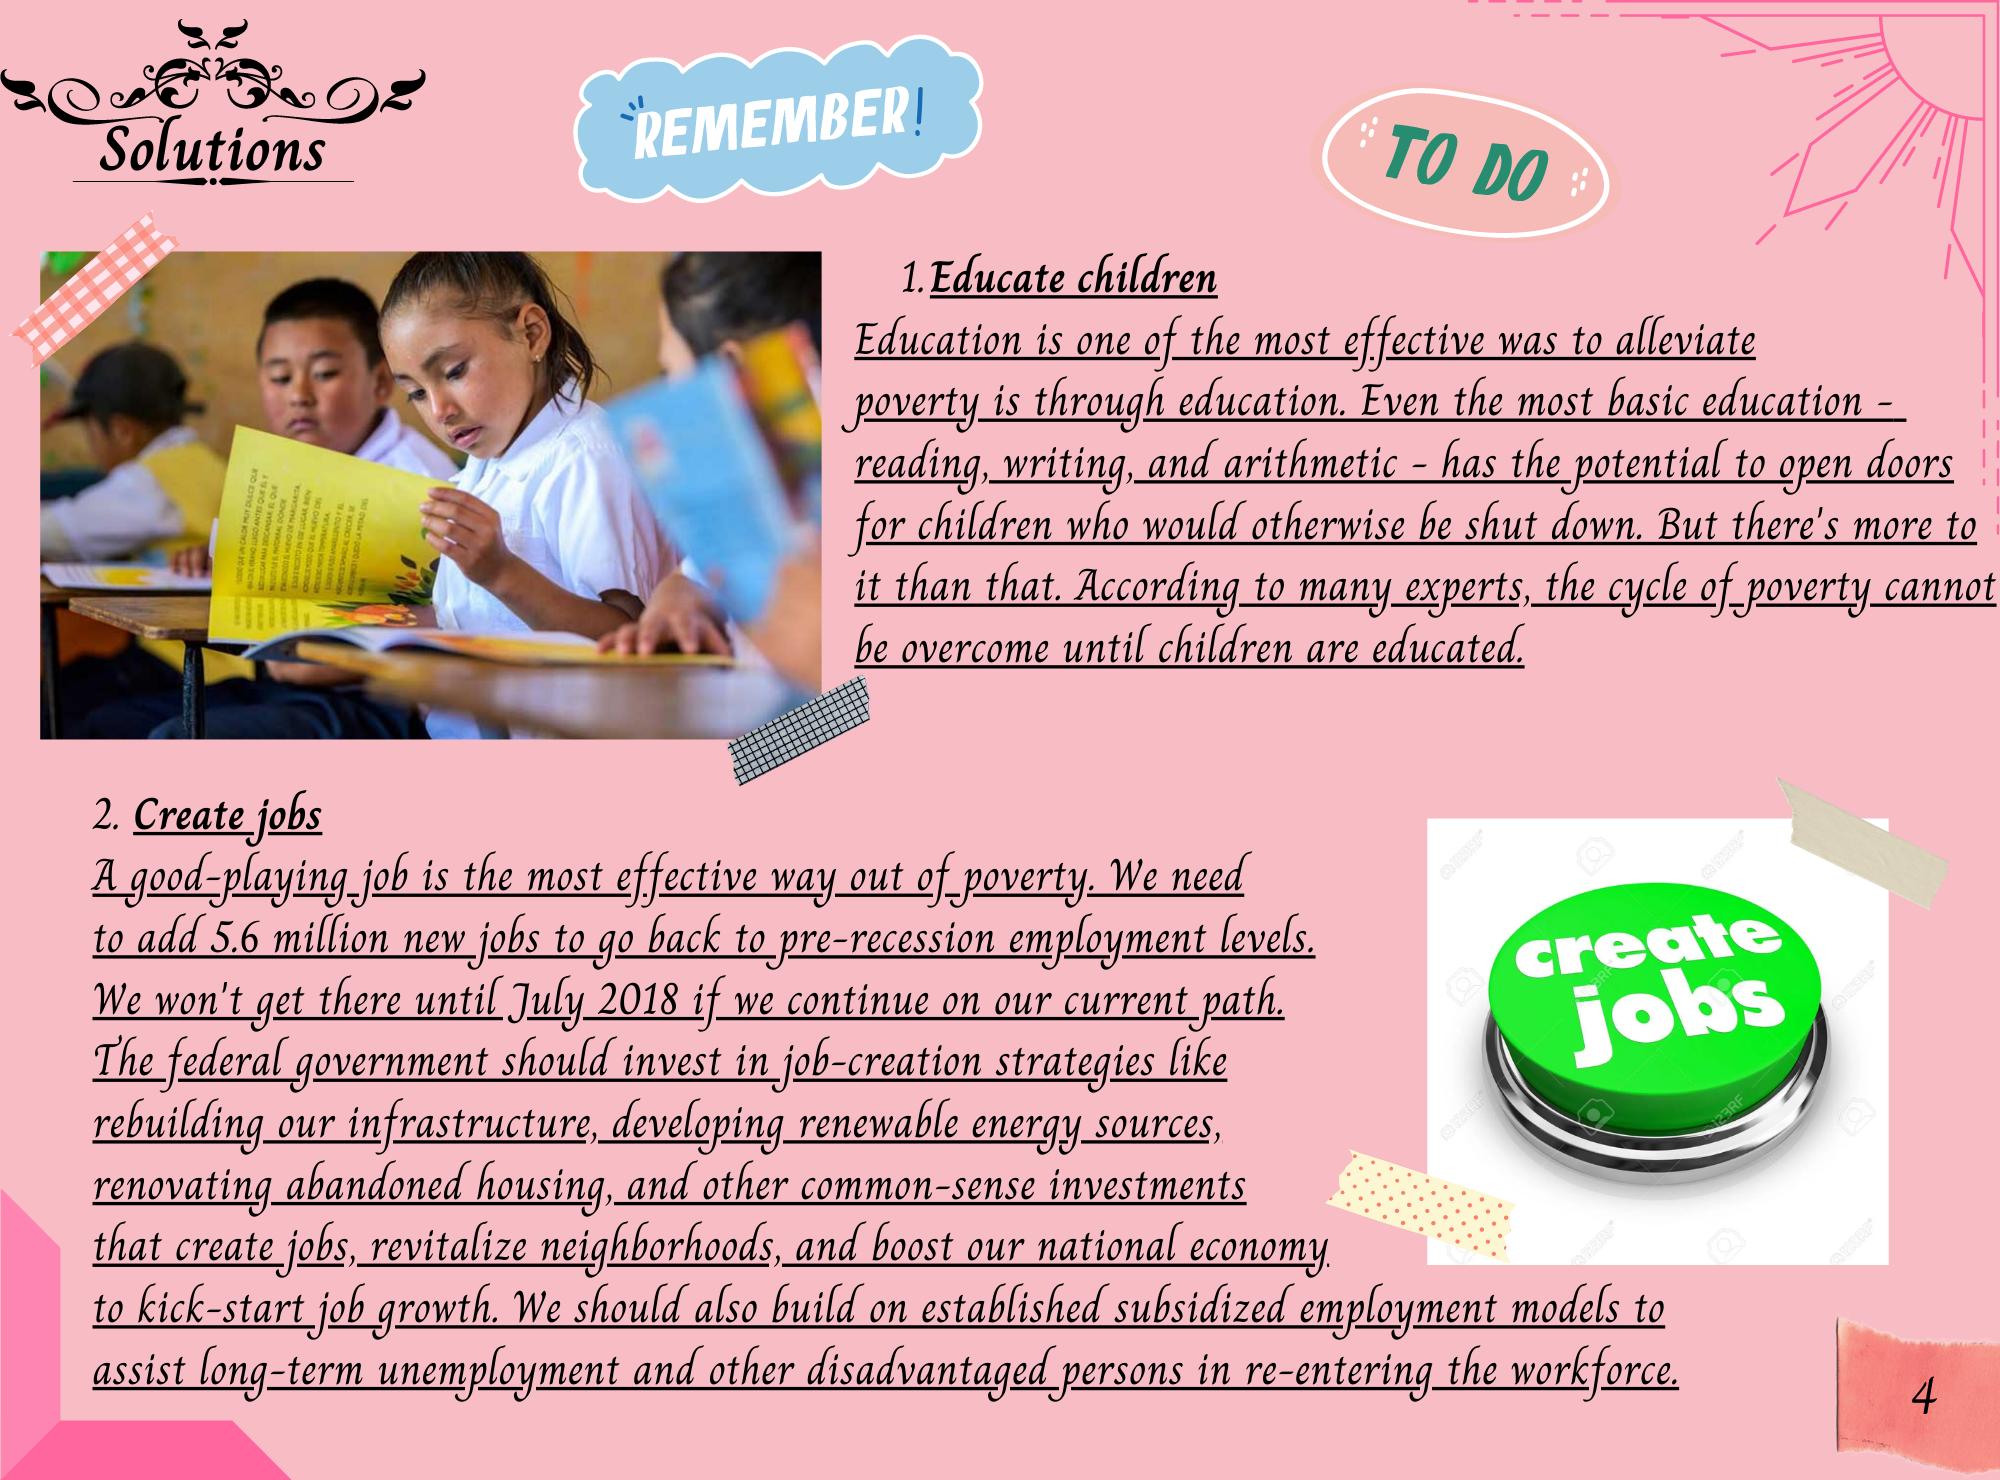 Solutions
REMEMBER!
TO DO
1. Educate children
Education is one of the most effective was to alleviate
poverty is through education. Even the most basic education -
reading, writing, and arithmetic - has the potential to open doors
for children who would otherwise be shut down. But there's more to
it than that. According to many experts, the cycle of poverty cannot
be overcome until children are educated.
2. Create jobs
A good-playing job is the most effective way out of poverty. We need
to add 5.6 million new jobs to go back to pre-recession employment levels.
We won't get there until July 2018 if we continue on our current path.
The federal government should invest in job-creation strategies like
rebuilding our infrastructure, developing renewable energy sources,
renovating abandoned housing, and other common-sense investments
that create jobs, revitalize neighborhoods, and boost our national economy
to kick-start job growth. We should also build on established subsidized employment models to
assist long-term unemployment and other disadvantaged persons in re-entering the workforce.
create
jobs
4